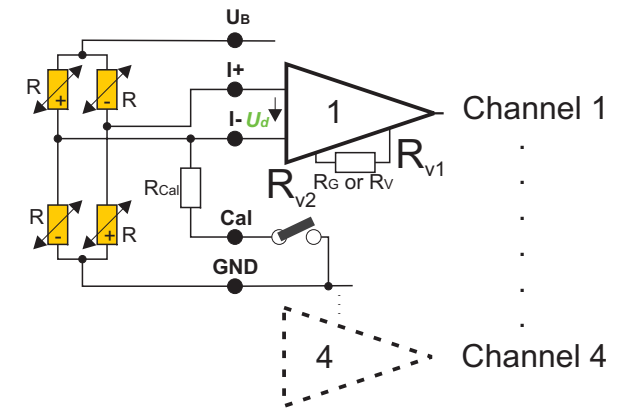 UB
I+
I- Ud
R
+
-
R
1
Channel 1
RG or RV
Rv1
Rv2
RCal
R
-
+
R
Cal
GND
4
Channel 4